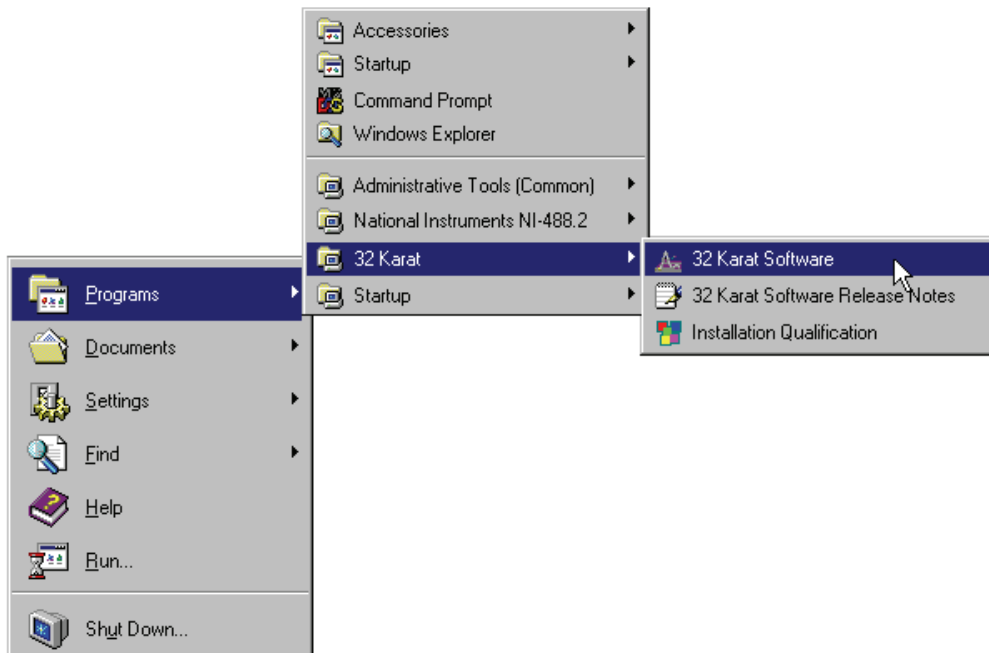 Accessories
Startup
Command Prompt
Windows Explorer
Administrative Tools (Common)
National Instruments NI-488.2
32 Karat
Startup
32 Karat Software
32 Karat Software Release Notes
Installation Qualification
Programs
Documents
Settings
Find
Help
Run...
Shut Down...